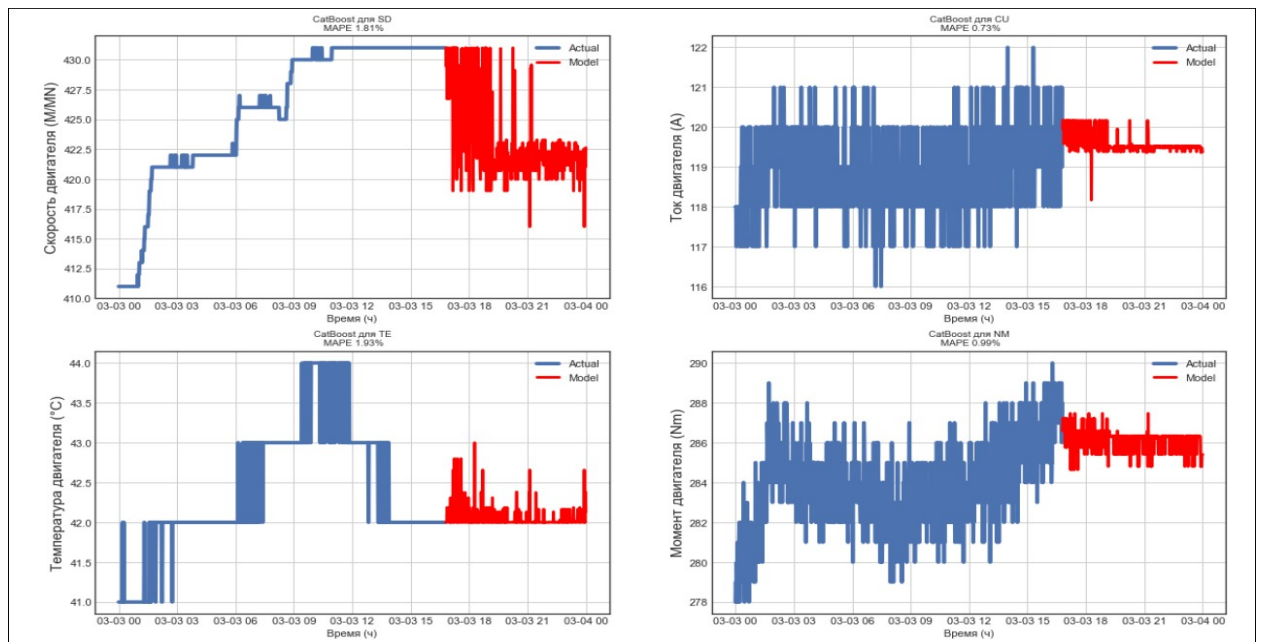 CatBoost для SD
MAPE 1.81%
Actual
Model
Скорость двигателя (M/MN)
430.0
427.5
425.0
422.5
420.0
417.5
415.0
412.5
410.0
03-03 00 03-03 03 03-03 06 03-03 09 03-03 12 03-03 15 03-03 18 03-03 21 03-04 00
Время (ч)
CatBoost для CU
MAPE 0.73%
Actual
Model
Ток двигателя (А)
122
121
120
119
118
117
116
03-03 00 03-03 03 03-03 06 03-03 09 03-03 12 03-03 15 03-03 18 03-03 21 03-04 00
Время (ч)
CatBoost для TE
MAPE 1.93%
Actual
Model
Температура двигателя (°C)
44.0
43.5
43.0
42.5
42.0
41.5
41.0
03-03 00 03-03 03 03-03 06 03-03 09 03-03 12 03-03 15 03-03 18 03-03 21 03-04 00
Время (ч)
CatBoost для NM
MAPE 0.99%
Actual
Model
Момент двигателя (Nm)
290
288
286
284
282
280
278
03-03 00 03-03 03 03-03 06 03-03 09 03-03 12 03-03 15 03-03 18 03-03 21 03-04 00
Время (ч)